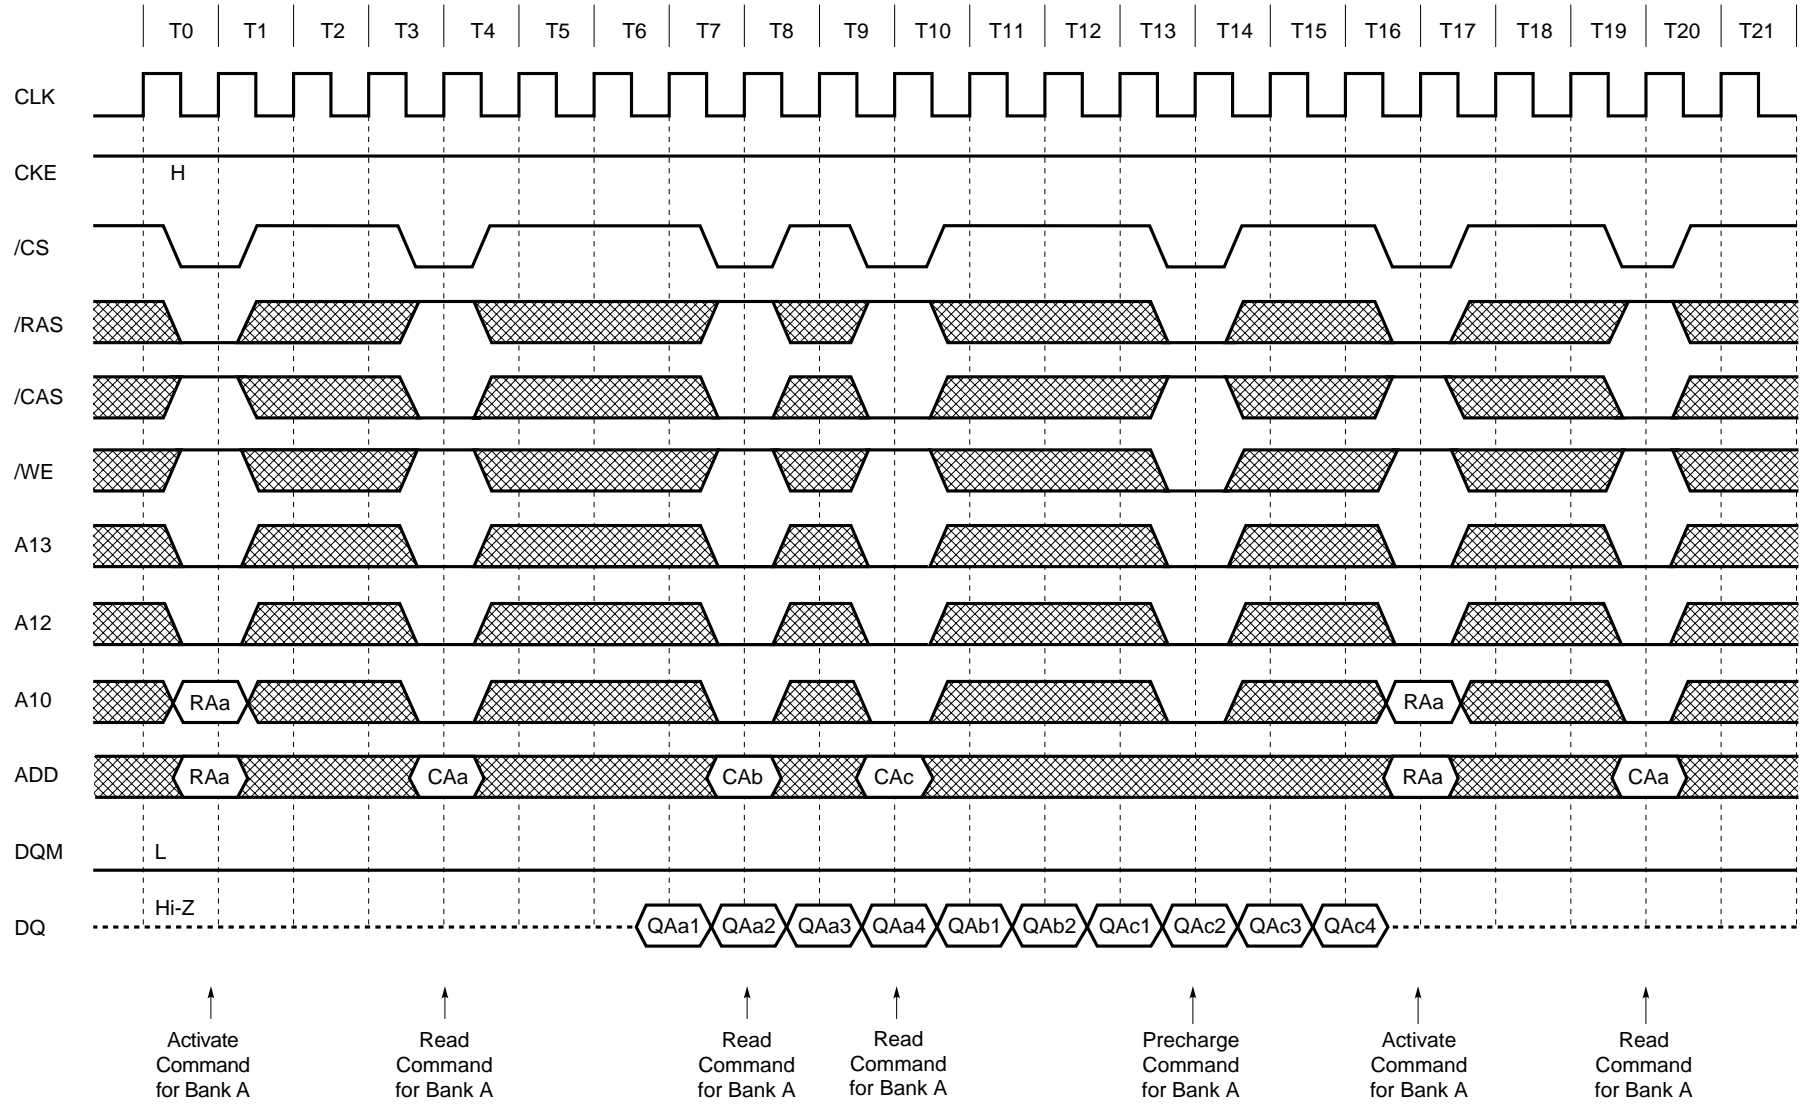 T0 T1 T2 T3 T4 T5 T6 T7 T8 T9 T10 T11 T12 T13 T14 T15 T16 T17 T18 T19 T20 T21
CLK
CKE H
/CS
/RAS
/CAS
/WE
A13
A12
A10 RAa RAa
ADD RAa CAa CAb CAc RAa CAa
DQM L
Hi-Z
DQ QAa1 QAa2 QAa3 QAa4 QAb1 QAb2 QAc1 QAc2 QAc3 QAc4
Activate
Command
for Bank A
Read
Command
for Bank A
Read
Command
for Bank A
Read
Command
for Bank A
Precharge
Command
for Bank A
Activate
Command
for Bank A
Read
Command
for Bank A